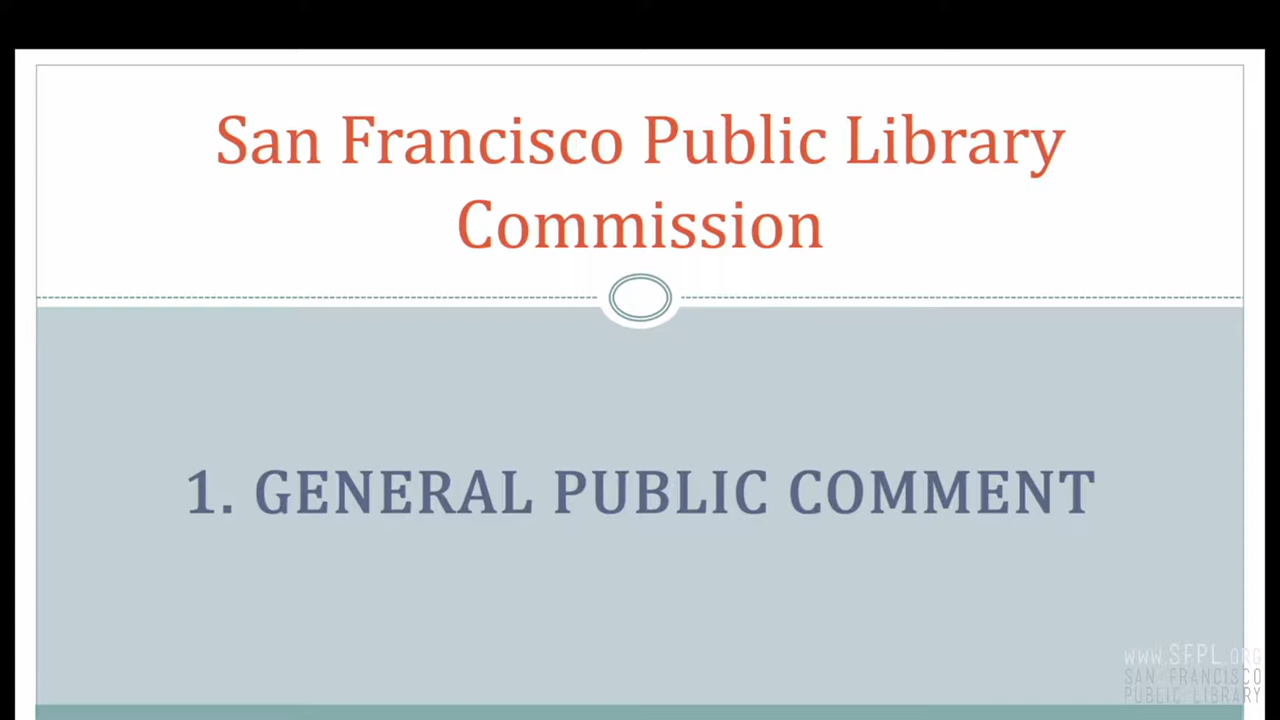 San Francisco Public Library
Commission
1. GENERAL PUBLIC COMMENT
www.SFPL.ORG
SAN FRANCISCO
PUBLIC LIBRARY